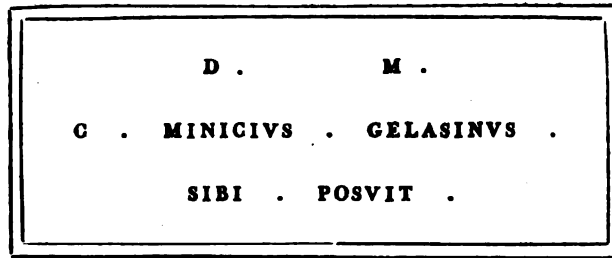 D . M .
C . MINICIVS . GELASINVS .
SIBI . POSVIT .